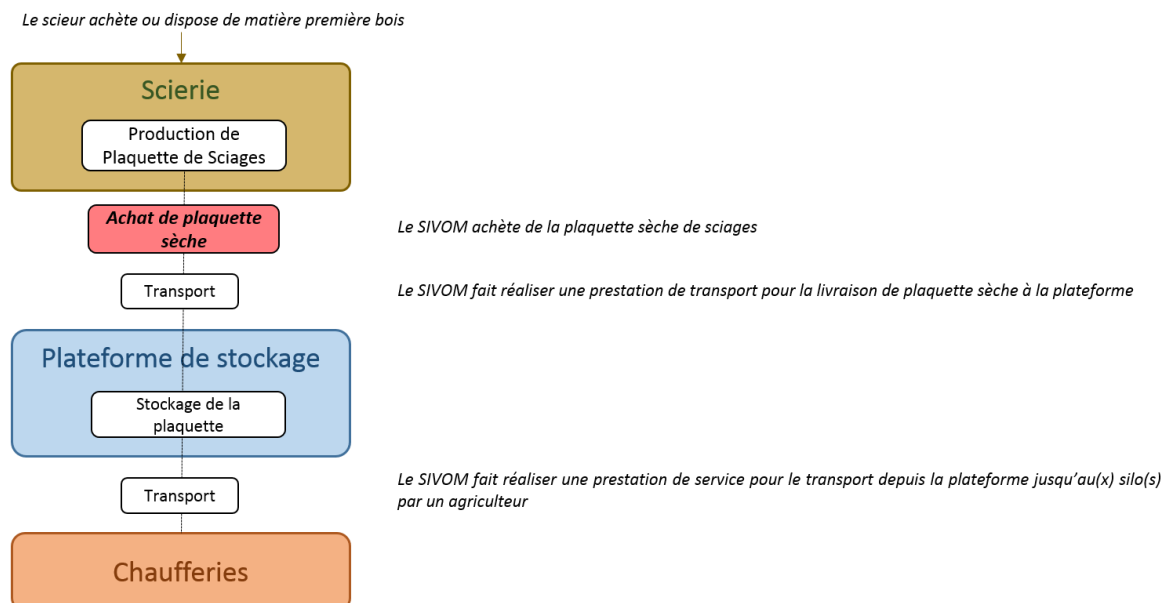 Le scieur achète ou dispose de matière première bois
Scierie
Production de
Plaquette de Sciages
Achat de plaquette
sèche
Le SIVOM achète de la plaquette sèche de sciages
Transport
Le SIVOM fait réaliser une prestation de transport pour la livraison de plaquette sèche à la plateforme
Plateforme de stockage
Stockage de la
plaquette
Le SIVOM fait réaliser une prestation de service pour le transport depuis la plateforme jusqu’au(x) silo(s)
par un agriculteur
Transport
Chaufferies